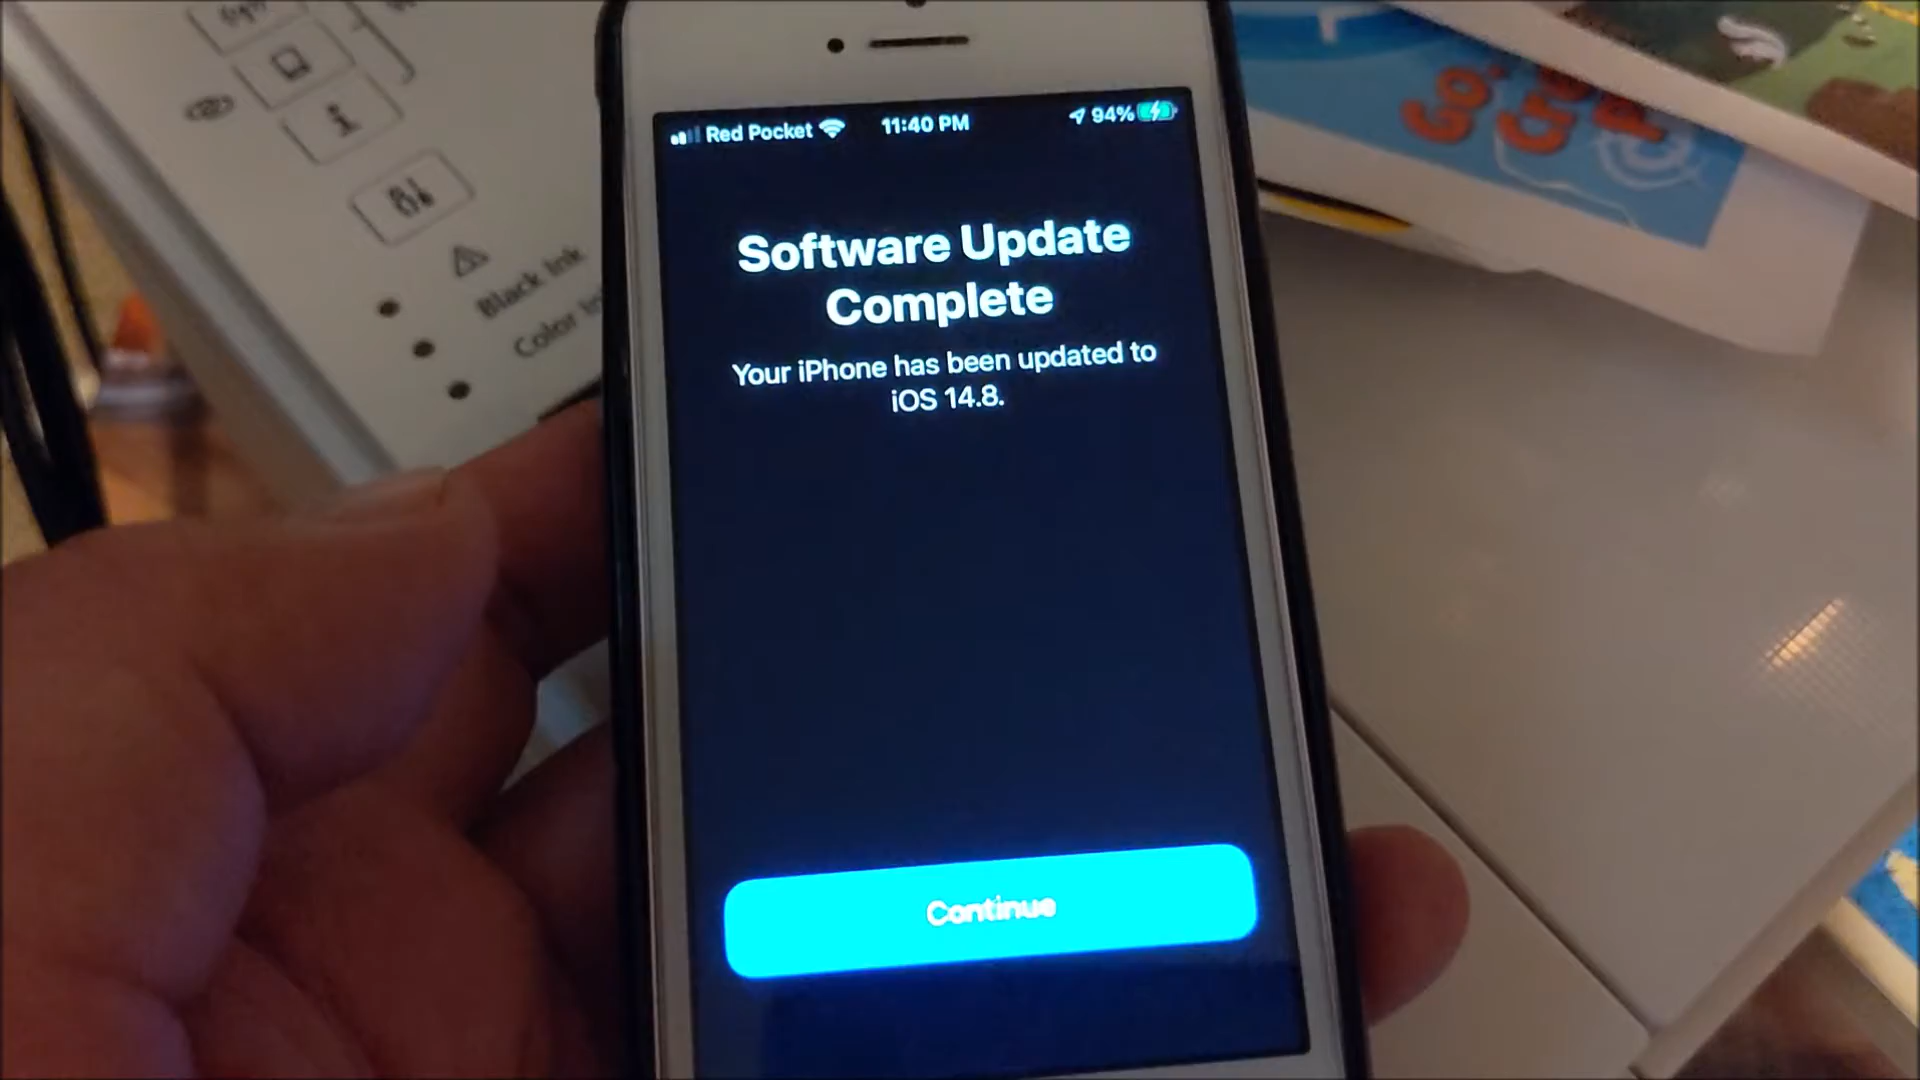 Red Pocket 11:40 PM 94%
Software Update
Complete
Your iPhone has been updated to
iOS 14.8.
Continue
Black Ink
Color